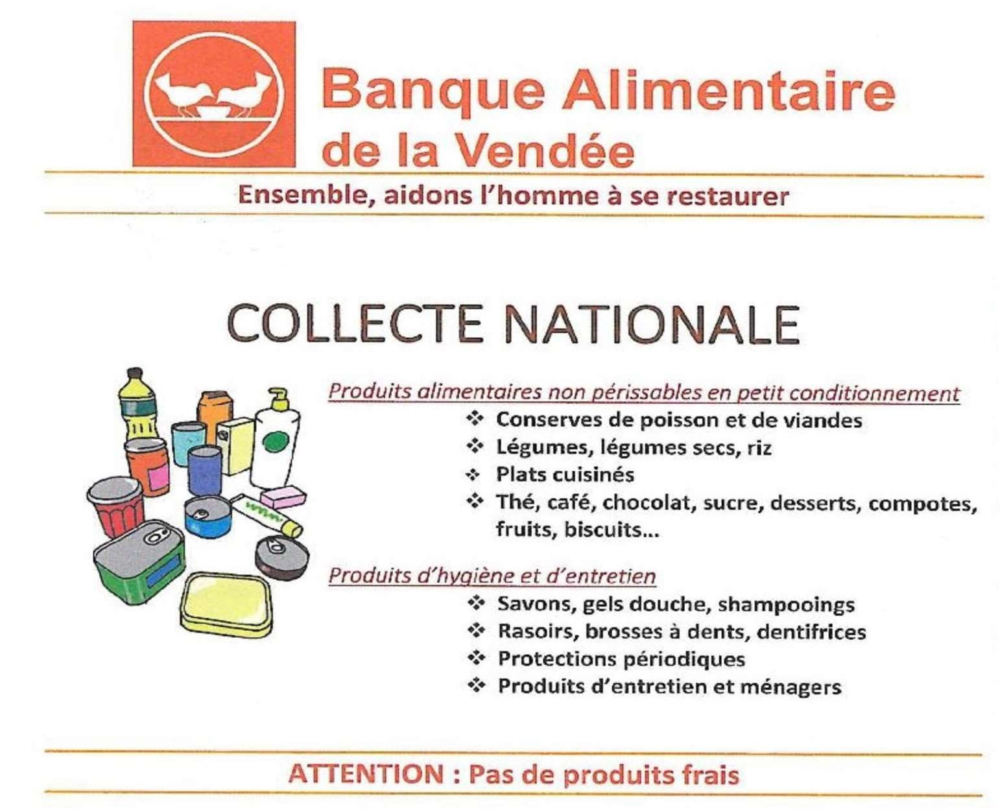 Banque Alimentaire
de la Vendée
Ensemble, aidons l'homme à se restaurer
COLLECTE NATIONALE
Produits alimentaires non périssables en petit conditionnement
❖ Conserves de poisson et de viandes
❖ Légumes, légumes secs, riz
❖ Plats cuisinés
❖ Thé, café, chocolat, sucre, desserts, compotes,
fruits, biscuits...
Produits d'hygiène et d'entretien
❖ Savons, gels douche, shampooings
❖ Rasoirs, brosses à dents, dentifrices
❖ Protections périodiques
❖ Produits d'entretien et ménagers
ATTENTION : Pas de produits frais